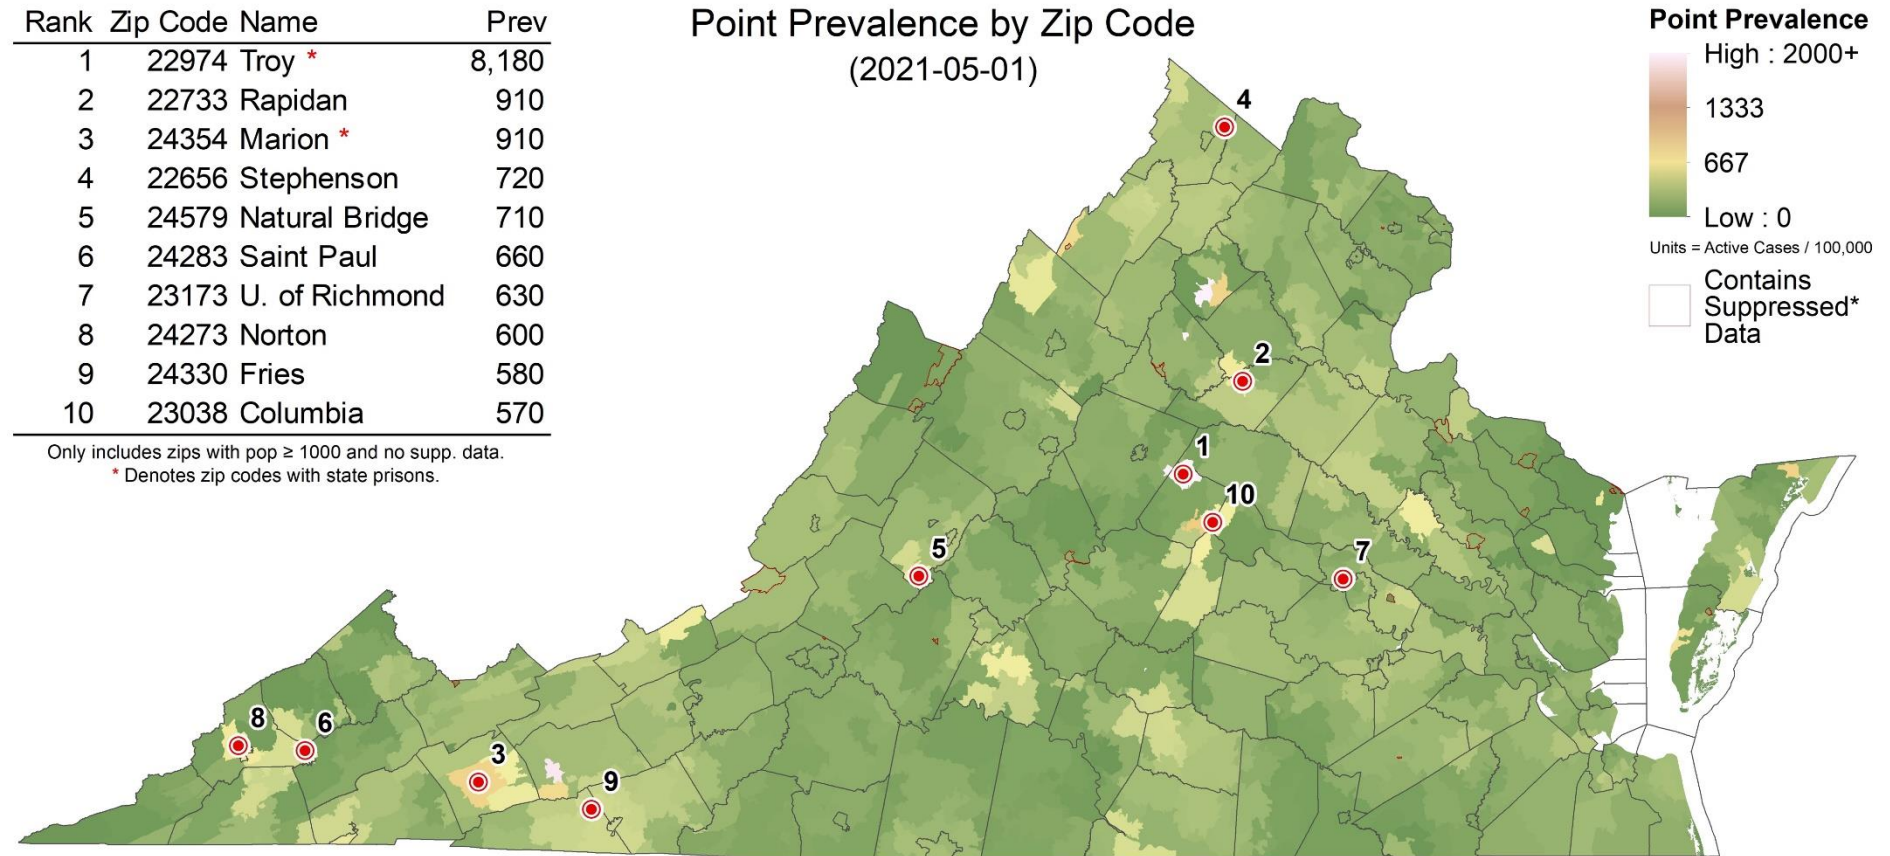 Rank Zip Code Name Prev
1 22974 Troy * 8,180
2 22733 Rapidan 910
3 24354 Marion * 910
4 22656 Stephenson 720
5 24579 Natural Bridge 710
6 24283 Saint Paul 660
7 23173 U. of Richmond 630
8 24273 Norton 600
9 24330 Fries 580
10 23038 Columbia 570
Only includes zips with pop ≥ 1000 and no supp. data.
* Denotes zip codes with state prisons.
Point Prevalence by Zip Code
(2021-05-01)
Point Prevalence
High : 2000+
1333
667
Low : 0
Units = Active Cases / 100,000
Contains
Suppressed*
Data
4
2
1
10
5
7
8
6
3
9